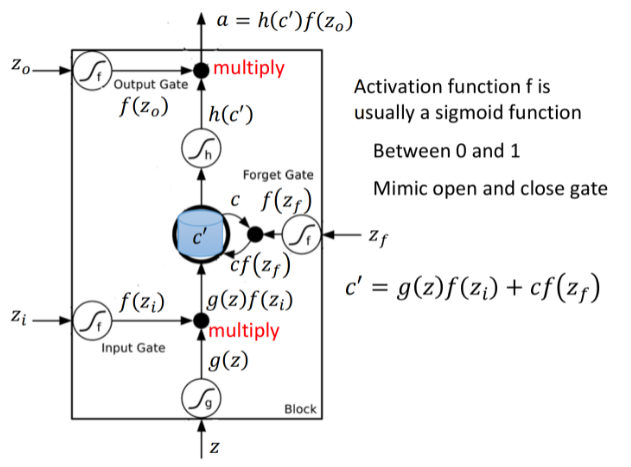 a = h(c′)f(z_o)
z_o
f
Output Gate
multiply
f(z_o)
h(c′)
h
Activation function f is
usually a sigmoid function
Between 0 and 1
Mimic open and close gate
Forget Gate
c f(z_f)
c′
f
z_f
cf(z_f)
c′ = g(z)f(z_i) + cf(z_f)
f(z_i)
g(z)f(z_i)
z_i
f
multiply
Input Gate
g(z)
g
Block
z